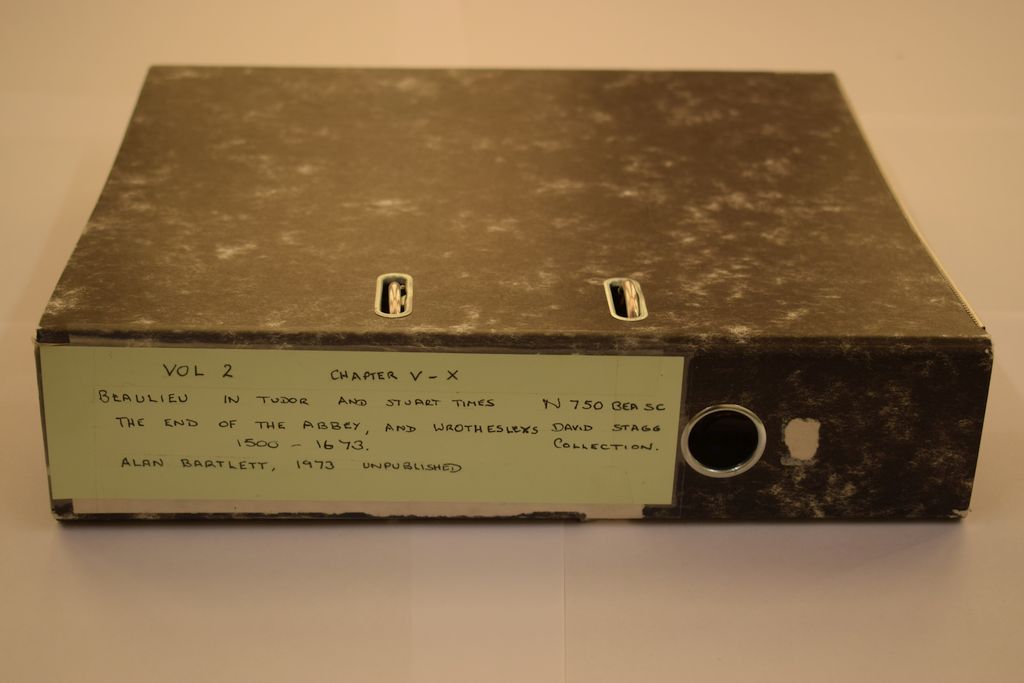 VOL 2 CHAPTER V - X
BEAULIEU IN TUDOR AND STUART TIMES N 750 BEA SC
THE END OF THE ABBEY, AND WROTHESLEYS DAVID STAGG
1500 - 1673. COLLECTION.
ALAN BARTLETT, 1973 UNPUBLISHED